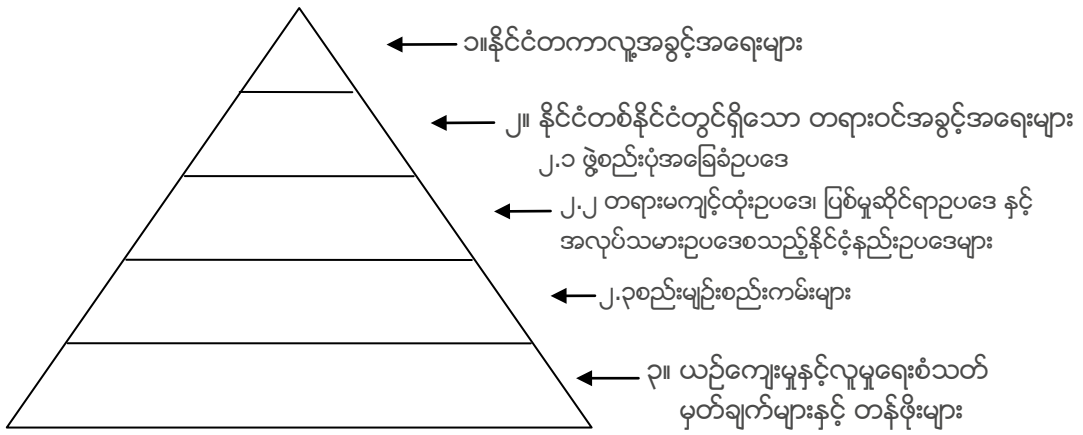 ၁။နိုင်ငံတကာလူ့အခွင့်အရေးများ
၂။ နိုင်ငံတစ်နိုင်ငံတွင်ရှိသော တရားဝင်အခွင့်အရေးများ
၂.၁ ဖွဲ့စည်းပုံအခြေခံဥပဒေ
၂.၂ တရားမကျင့်ထုံးဥပဒေ၊ ပြစ်မှုဆိုင်ရာဥပဒေ နှင့်
အလုပ်သမားဥပဒေစသည့်နိုင်ငံ့နည်းဥပဒေများ
၂.၃စည်းမျဉ်းစည်းကမ်းများ
၃။ ယဉ်ကျေးမှုနှင့်လူမှုရေးစံသတ်
မှတ်ချက်များနှင့် တန်ဖိုးများ